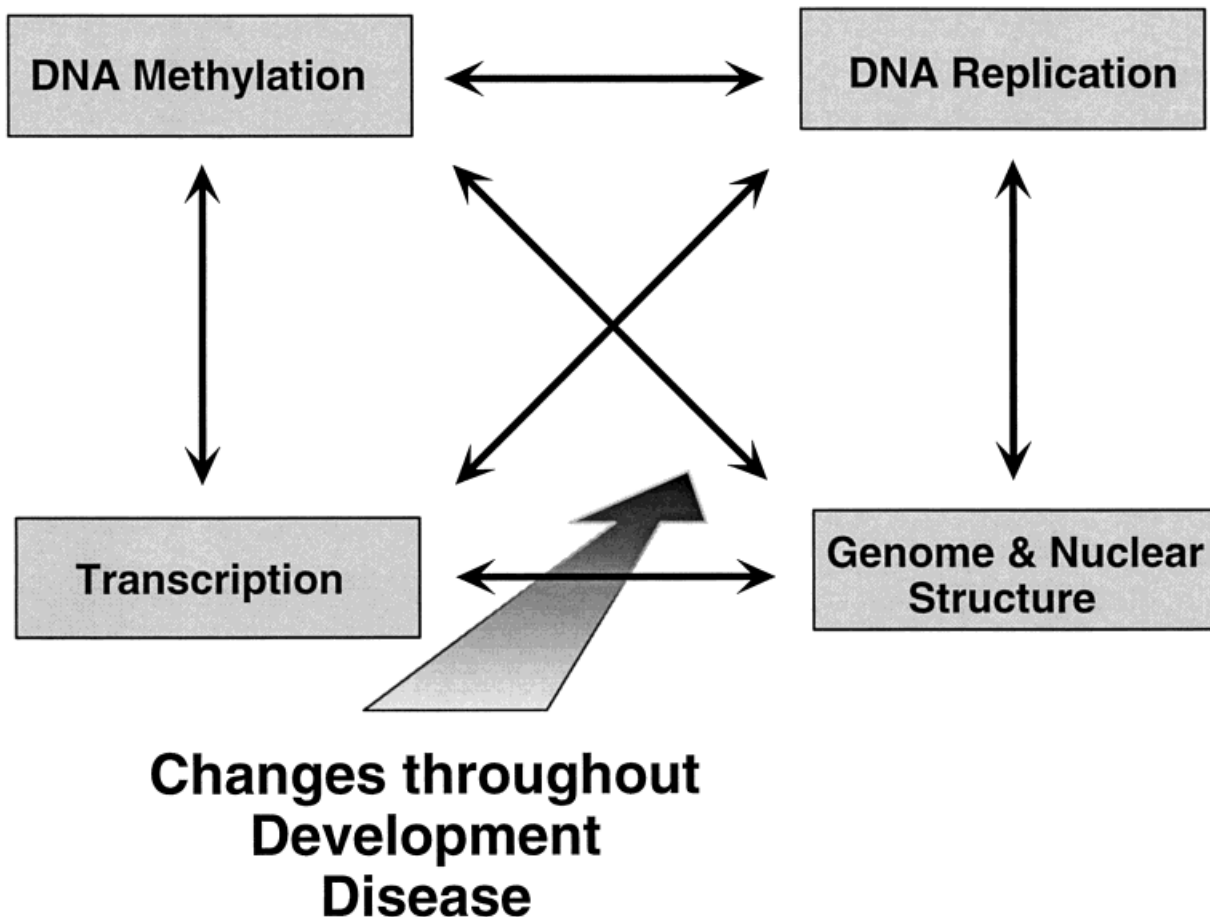 DNA Methylation
DNA Replication
Transcription
Genome & Nuclear
Structure
Changes throughout
Development
Disease